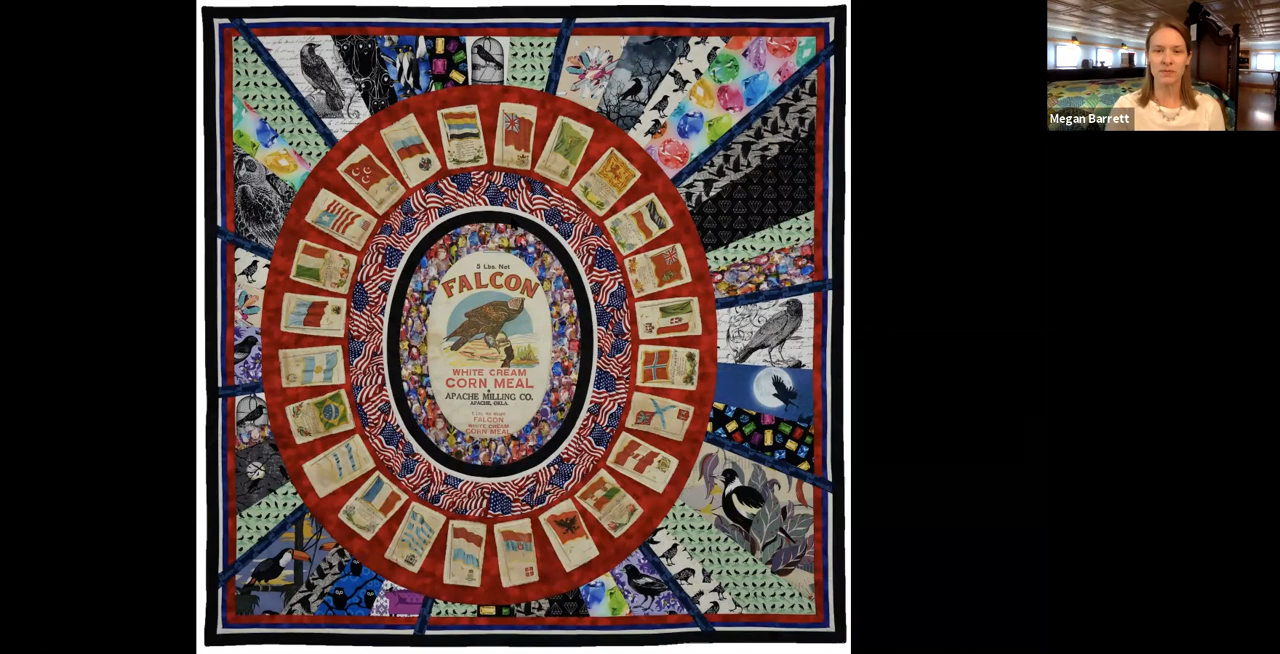 Megan Barrett
5 Lbs. Net
FALCON
WHITE CREAM
CORN MEAL
APACHE MILLING CO.
APACHE, OKLA.
FALCON
WHITE CREAM
CORN MEAL